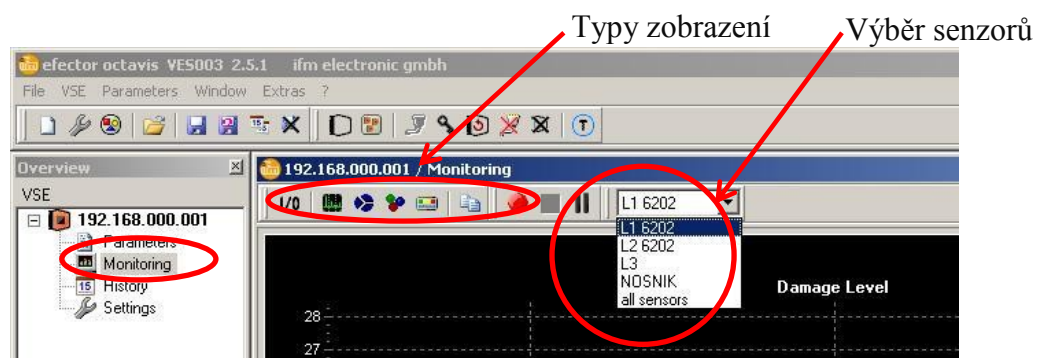 Typy zobrazení
Výběr senzorů
efector octavis VES003 2.5.1 ifm electronic gmbh
File VSE Parameters Window Extras ?
Overview
192.168.000.001 / Monitoring
VSE
I/O
L1 6202
192.168.000.001
Parameters
Monitoring
15 History
Settings
L1 6202
L2 6202
L3
NOSNIK
all sensors
Damage Level
28
27